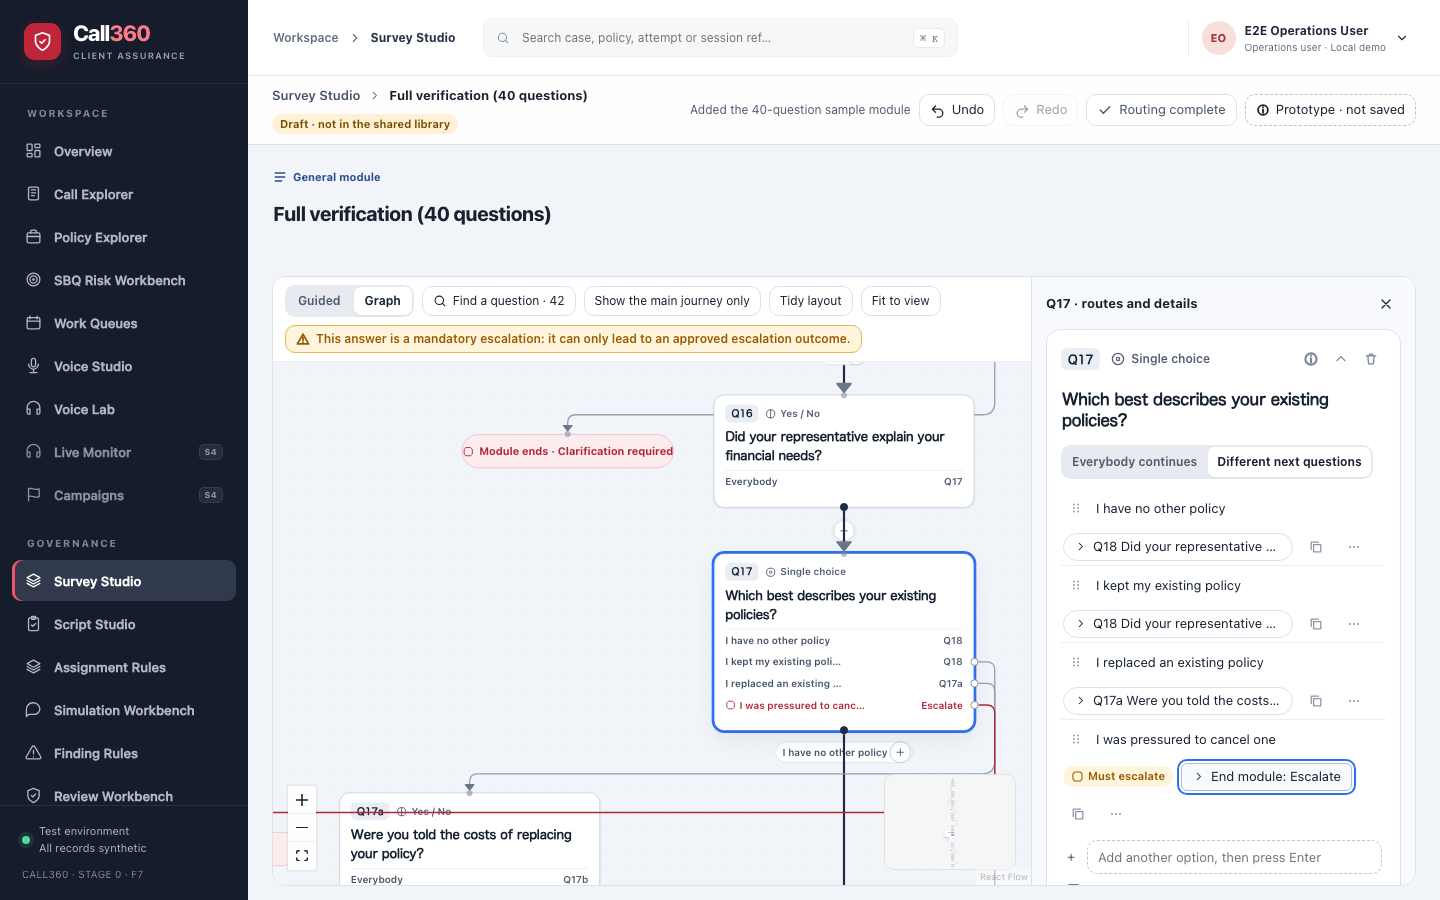 Call360
CLIENT ASSURANCE
WORKSPACE
Overview
Call Explorer
Policy Explorer
SBQ Risk Workbench
Work Queues
Voice Studio
Voice Lab
Live Monitor S4
Campaigns S4
GOVERNANCE
Survey Studio
Script Studio
Assignment Rules
Simulation Workbench
Finding Rules
Review Workbench
Test environment
All records synthetic
CALL360 · STAGE 0 · F7
Workspace > Survey Studio
Search case, policy, attempt or session ref...
⌘ K
EO
E2E Operations User
Operations user · Local demo
Survey Studio > Full verification (40 questions)
Draft · not in the shared library
Added the 40-question sample module
Undo
Redo
Routing complete
Prototype · not saved
General module
Full verification (40 questions)
Guided
Graph
Find a question · 42
Show the main journey only
Tidy layout
Fit to view
This answer is a mandatory escalation: it can only lead to an approved escalation outcome.
Module ends · Clarification required
Q16 Yes / No
Did your representative explain your
financial needs?
Everybody Q17
Q17 Single choice
Which best describes your existing
policies?
I have no other policy Q18
I kept my existing poli... Q18
I replaced an existing ... Q17a
I was pressured to canc... Escalate
I have no other policy
Q17a Yes / No
Were you told the costs of replacing
your policy?
Everybody Q17b
React Flow
Q17 · routes and details
Q17 Single choice
Which best describes your existing
policies?
Everybody continues
Different next questions
I have no other policy
Q18 Did your representative ...
I kept my existing policy
Q18 Did your representative ...
I replaced an existing policy
Q17a Were you told the costs...
I was pressured to cancel one
Must escalate
End module: Escalate
Add another option, then press Enter